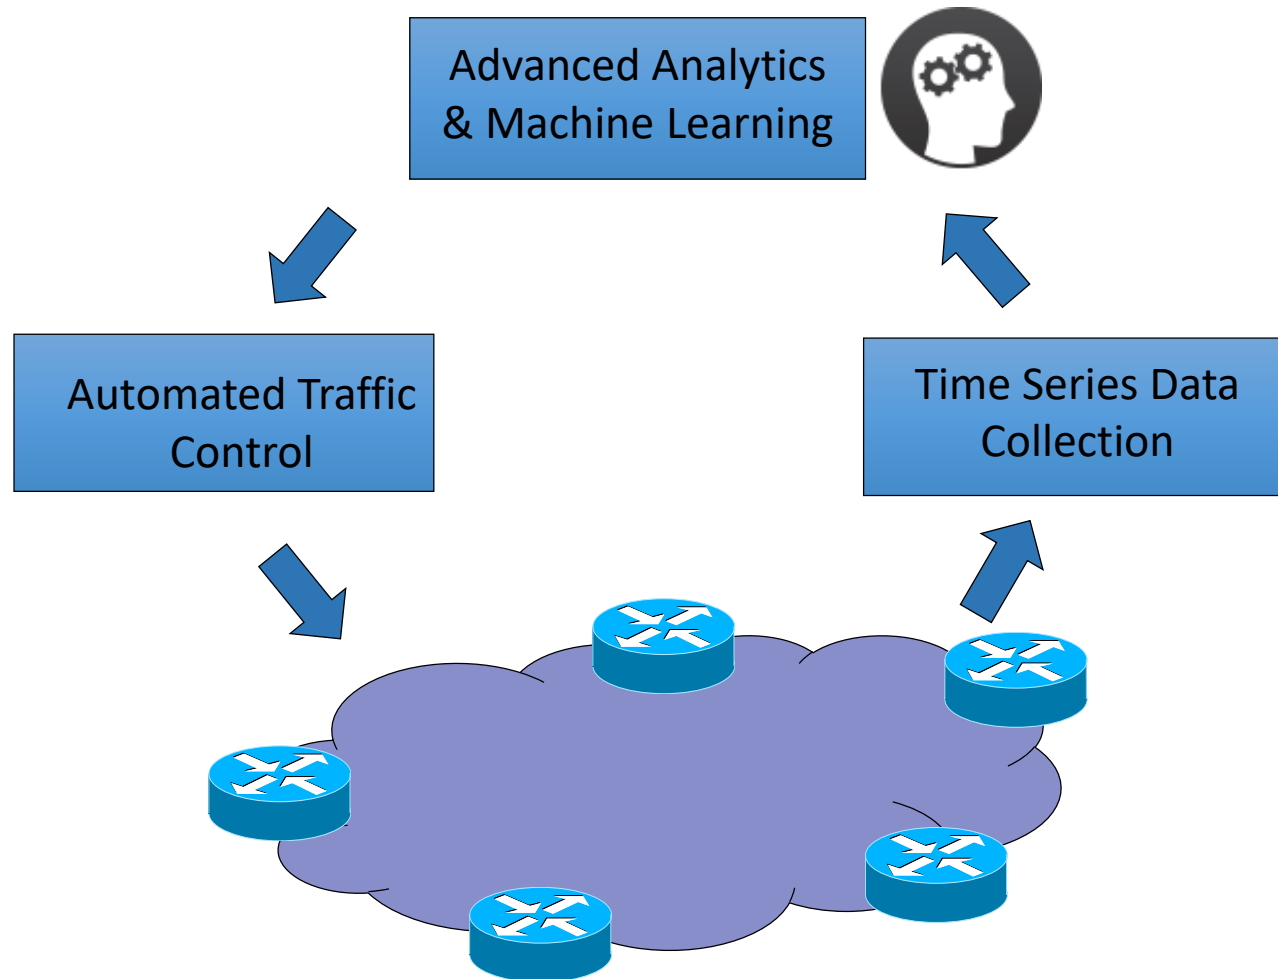 Advanced Analytics
& Machine Learning
Automated Traffic
Control
Time Series Data
Collection